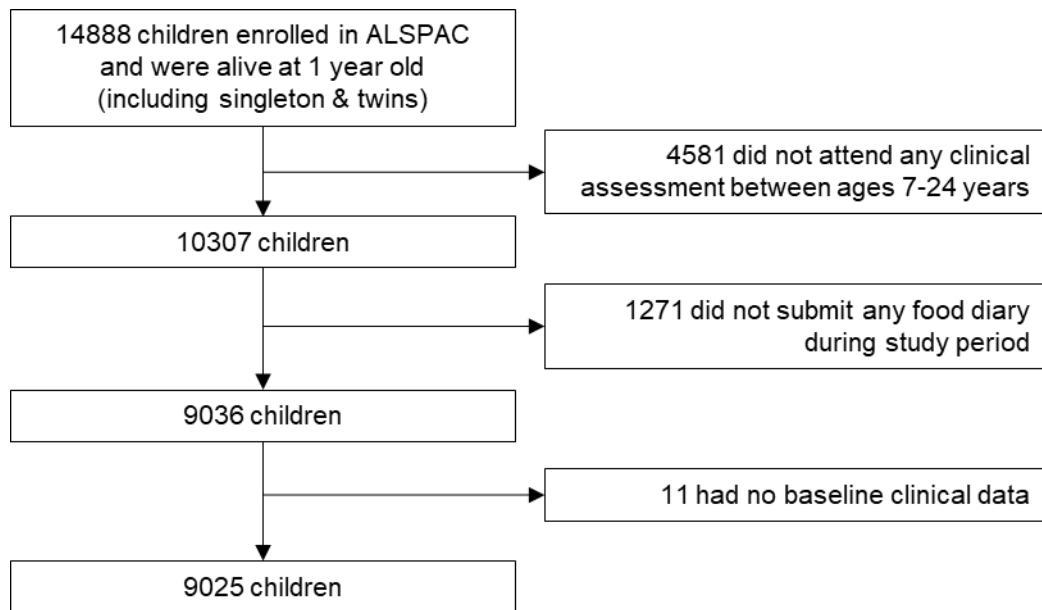 14888 children enrolled in ALSPAC
and were alive at 1 year old
(including singleton & twins)
4581 did not attend any clinical
assessment between ages 7-24 years
10307 children
1271 did not submit any food diary
during study period
9036 children
11 had no baseline clinical data
9025 children